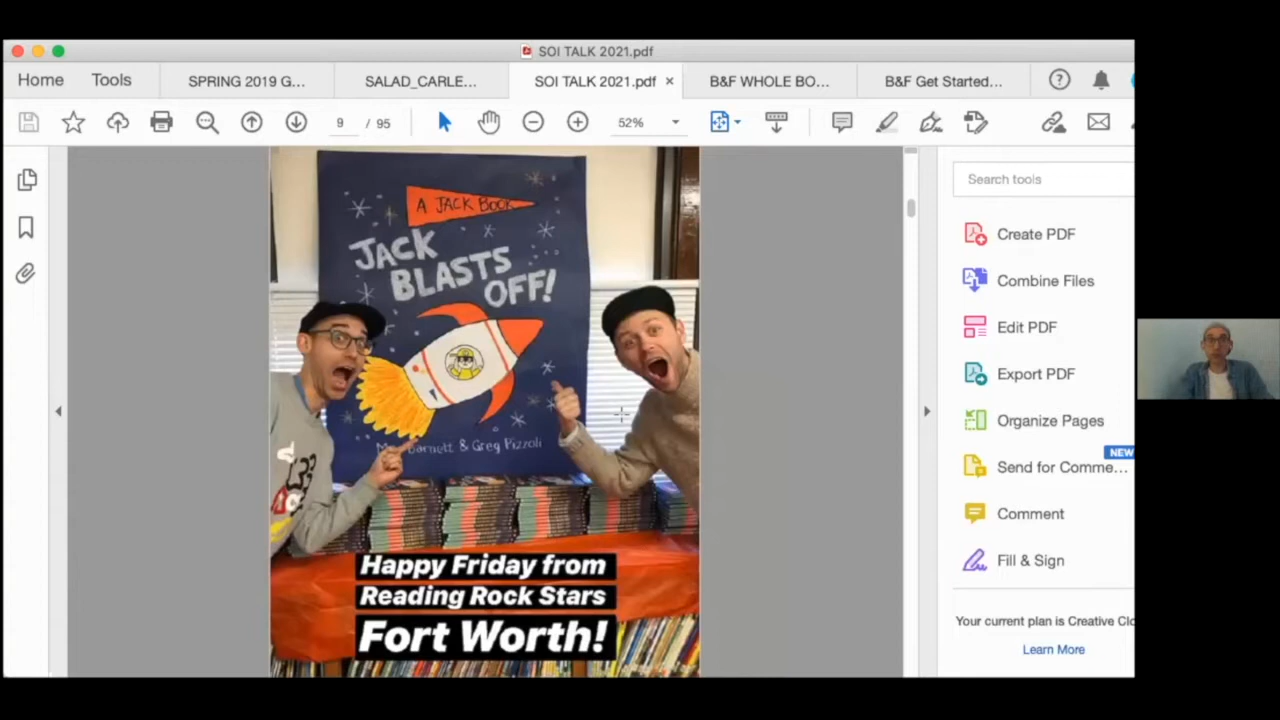 SOI TALK 2021.pdf
Home
Tools
SPRING 2019 G...
SALAD_CARLE...
SOI TALK 2021.pdf ×
B&F WHOLE BO...
B&F Get Started...
9 / 95
52%
Search tools
A JACK BOOK
JACK
BLASTS
OFF!
Mac Barnett & Greg Pizzoli
Happy Friday from
Reading Rock Stars
Fort Worth!
Create PDF
Combine Files
Edit PDF
Export PDF
Organize Pages
NEW
Send for Comme...
Comment
Fill & Sign
Your current plan is Creative Clo
Learn More